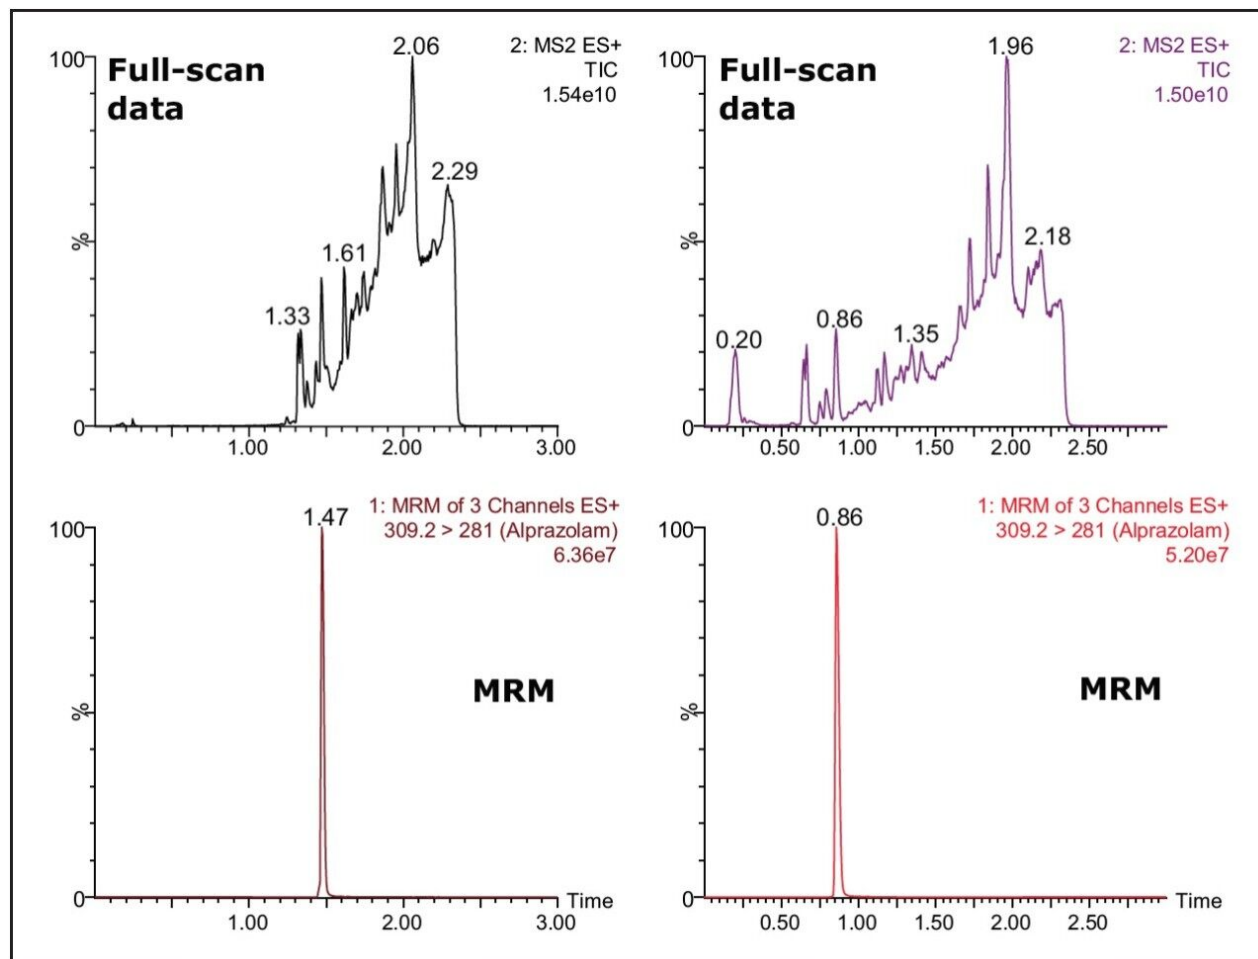 2.06
2: MS2 ES+
TIC
1.54e10
100
Full-scan
data
2.29
%
1.61
1.33
0
1.00
2.00
3.00
1.96
2: MS2 ES+
TIC
1.50e10
100
Full-scan
data
%
2.18
0.86
1.35
0.20
0
0.50
1.00
1.50
2.00
2.50
1: MRM of 3 Channels ES+
309.2 > 281 (Alprazolam)
6.36e7
1.47
100
MRM
%
0
Time
1.00
2.00
3.00
1: MRM of 3 Channels ES+
309.2 > 281 (Alprazolam)
5.20e7
0.86
100
MRM
%
0
Time
0.50
1.00
1.50
2.00
2.50